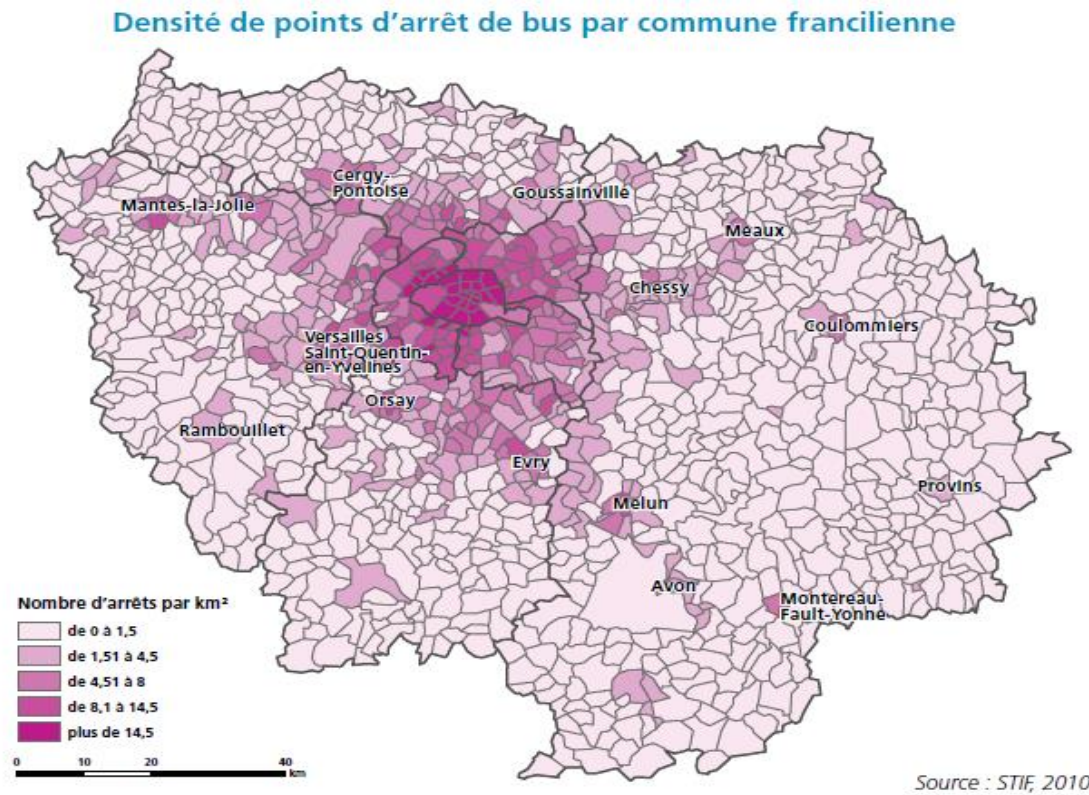 Densité de points d’arrêt de bus par commune francilienne
Cergy-
Pontoise
Goussainville
Mantes-la-Jolie
Meaux
Chessy
Coulommiers
Versailles
Saint-Quentin-
en-Yvelines
Orsay
Rambouillet
Evry
Provins
Melun
Avon
Montereau-
Fault-Yonne
Nombre d’arrêts par km²
de 0 à 1,5
de 1,51 à 4,5
de 4,51 à 8
de 8,1 à 14,5
plus de 14,5
0 10 20 40
km
Source : STIF, 2010